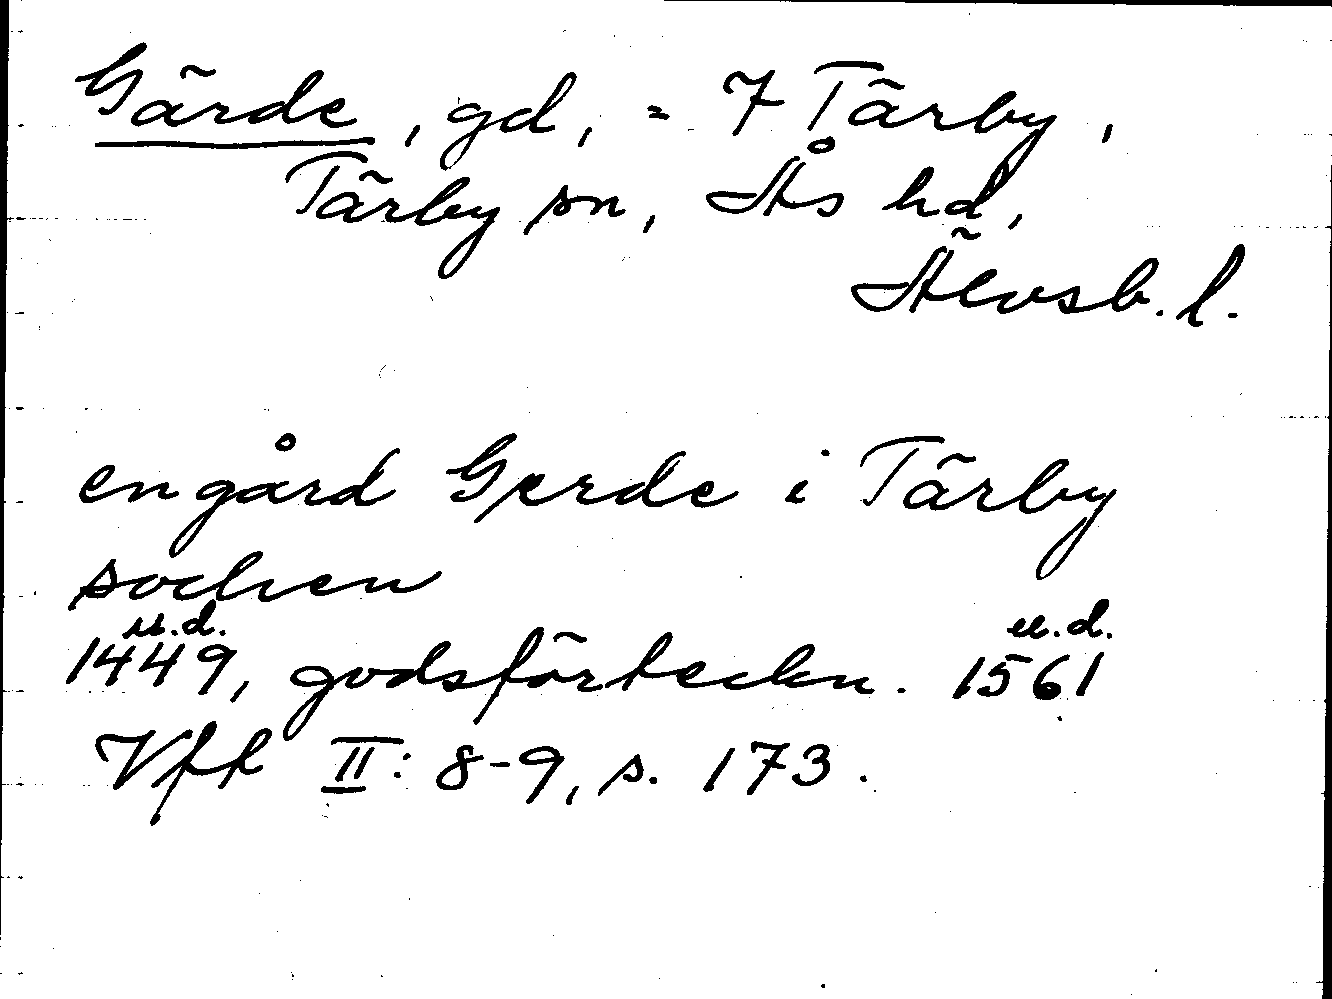 Gärde, gd, = 7 Tärby,
Tärby sn, Ås hd,
Älvsb. l.
en gård Gerde i Tärby
sochen
u.d. u.d.
1449, godsförteckn. 1561
Vfk II: 8-9, s. 173.